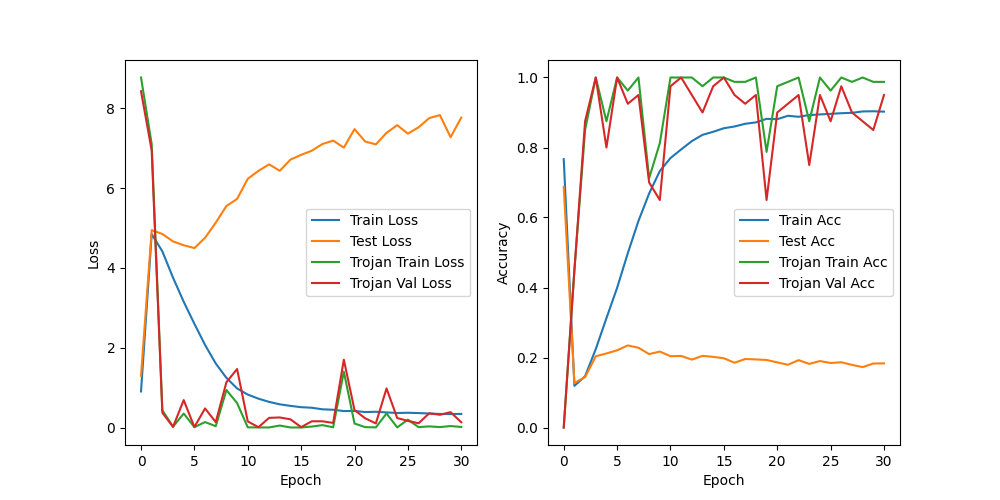 8
6
4
2
0
Loss
0 5 10 15 20 25 30
Epoch
Train Loss
Test Loss
Trojan Train Loss
Trojan Val Loss
1.0
0.8
0.6
0.4
0.2
0.0
Accuracy
0 5 10 15 20 25 30
Epoch
Train Acc
Test Acc
Trojan Train Acc
Trojan Val Acc